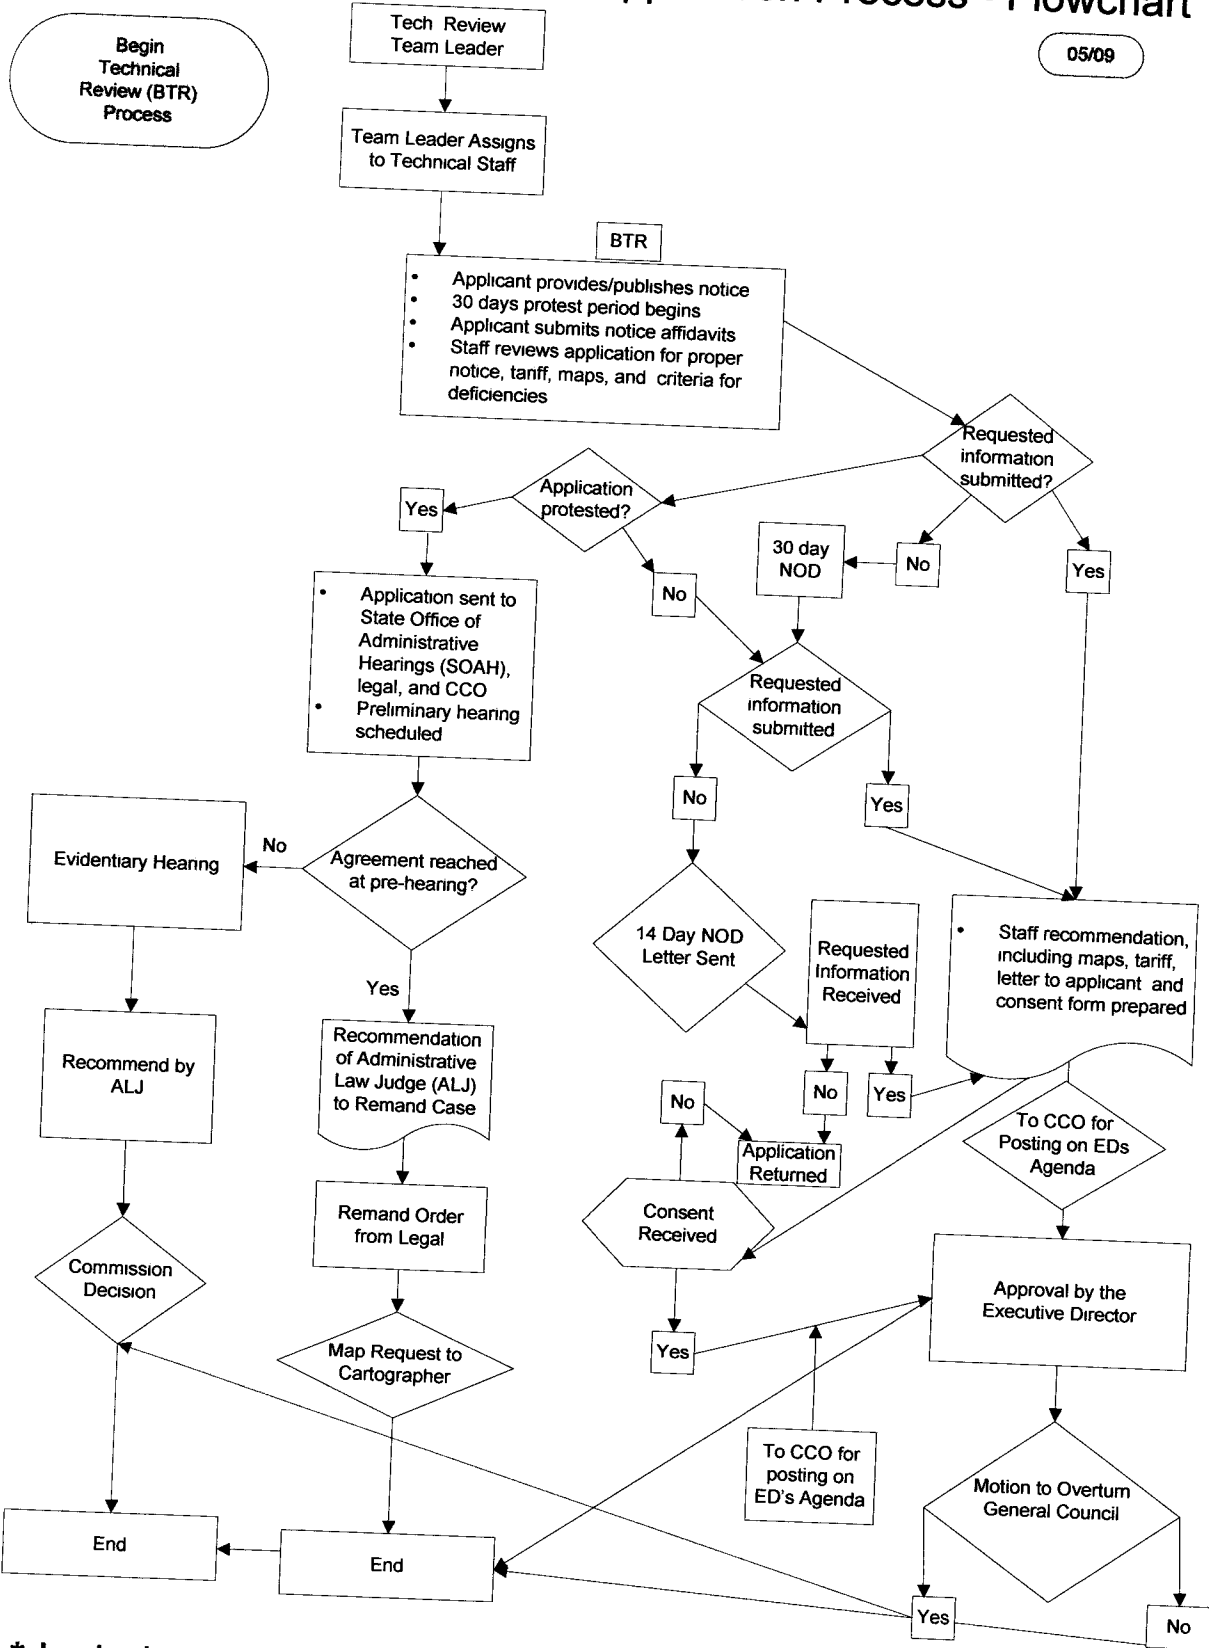 Process - Flowchart
05/09
Begin
Technical
Review (BTR)
Process
Tech Review
Team Leader
Team Leader Assigns
to Technical Staff
BTR
• Applicant provides/publishes notice
• 30 days protest period begins
• Applicant submits notice affidavits
• Staff reviews application for proper
notice, tariff, maps, and criteria for
deficiencies
Requested
information
submitted?
Application
protested?
Yes
No
30 day
NOD
No
Yes
• Application sent to
State Office of
Administrative
Hearings (SOAH),
legal, and CCO
• Preliminary hearing
scheduled
Requested
information
submitted
No
Yes
Evidentiary Hearing
No
Agreement reached
at pre-hearing?
Yes
14 Day NOD
Letter Sent
Requested
Information
Received
• Staff recommendation,
including maps, tariff,
letter to applicant and
consent form prepared
Recommend by
ALJ
Recommendation
of Administrative
Law Judge (ALJ)
to Remand Case
No
No
Yes
Application
Returned
To CCO for
Posting on EDs
Agenda
Consent
Received
Remand Order
from Legal
Commission
Decision
Approval by the
Executive Director
Yes
Map Request to
Cartographer
To CCO for
posting on
ED's Agenda
Motion to Overturn
General Council
End
End
Yes
No